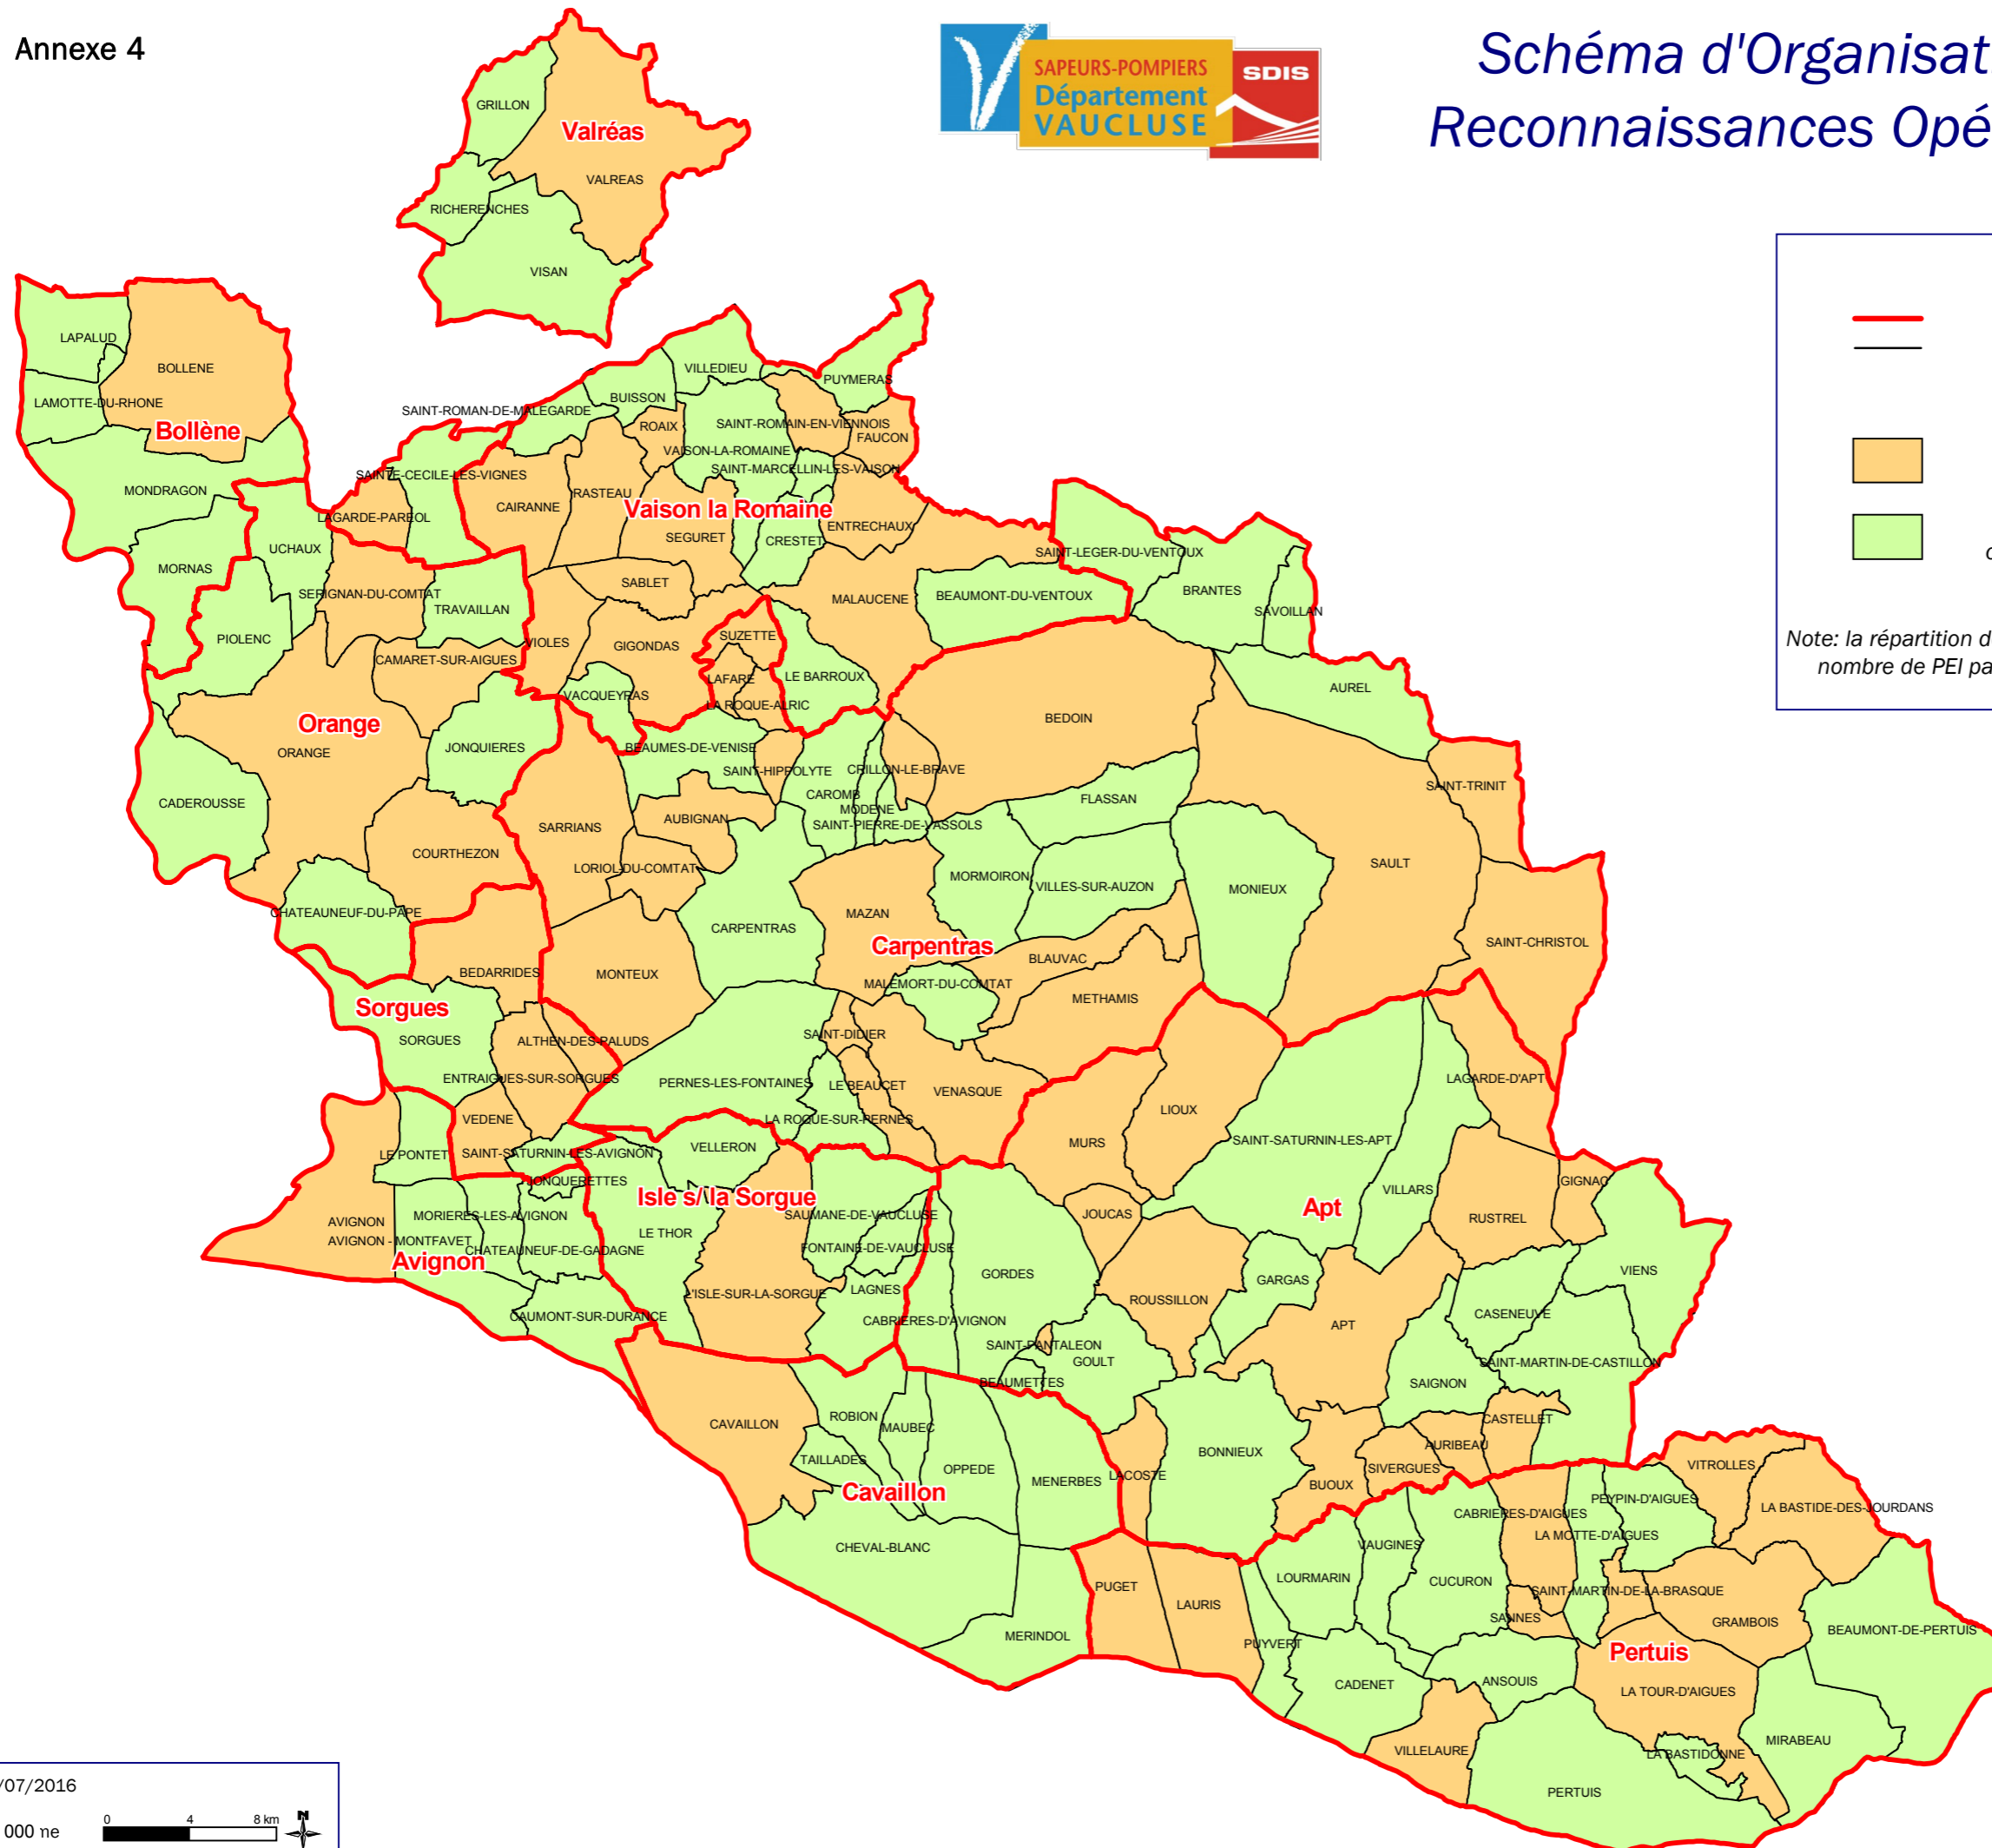 Annexe 4
SAPEURS-POMPIERS
Département
VAUCLUSE
SDIS
Schéma d'Organisat
Reconnaissances Opé
GRILLON
Valréas
VALREAS
RICHERENCHES
VISAN
LAPALUD
BOLLENE
LAMOTTE-DU-RHONE
Bollène
MONDRAGON
MORNAS
UCHAUX
PIOLENC
SAINT-ROMAN-DE-MALEGARDE
BUISSON
VILLEDIEU
PUYMERAS
ROAIX
SAINT-ROMAIN-EN-VIENNOIS
FAUCON
VAISON-LA-ROMAINE
SAINT-MARCELLIN-LES-VAISON
SAINTE-CECILE-LES-VIGNES
CAIRANNE
RASTEAU
Vaison la Romaine
LAGARDE-PAREOL
SEGURET
CRESTET
ENTRECHAUX
SAINT-LEGER-DU-VENTOUX
SERIGNAN-DU-COMTAT
TRAVAILLAN
SABLET
MALAUCENE
BEAUMONT-DU-VENTOUX
BRANTES
SAVOILLAN
VIOLES
GIGONDAS
SUZETTE
CAMARET-SUR-AIGUES
LAFARE
LE BARROUX
VACQUEYRAS
LA ROQUE-ALRIC
AUREL
Orange
ORANGE
JONQUIERES
BEAUMES-DE-VENISE
BEDOIN
SAINT-HIPPOLYTE
CRILLON-LE-BRAVE
SAINT-TRINIT
CADEROUSSE
CAROMB
MODENE
FLASSAN
SARRIANS
AUBIGNAN
SAINT-PIERRE-DE-VASSOLS
COURTHEZON
LORIOL-DU-COMTAT
SAULT
MORMOIRON
VILLES-SUR-AUZON
MONIEUX
CHATEAUNEUF-DU-PAPE
MAZAN
CARPENTRAS
Carpentras
SAINT-CHRISTOL
BEDARRIDES
MONTEUX
BLAUVAC
MALEMORT-DU-COMTAT
METHAMIS
Sorgues
SORGUES
ALTHEN-DES-PALUDS
SAINT-DIDIER
ENTRAIGUES-SUR-SORGUES
PERNES-LES-FONTAINES
LE BEAUCET
VENASQUE
LAGARDE-D'APT
LIOUX
VEDENE
LA ROQUE-SUR-PERNES
MURS
SAINT-SATURNIN-LES-APT
LE PONTET
SAINT-SATURNIN-LES-AVIGNON
VELLERON
JONQUERETTES
Isle s/ la Sorgue
VILLARS
GIGNAC
Apt
AVIGNON
MORIERES-LES-AVIGNON
SAUMANE-DE-VAUCLUSE
JOUCAS
RUSTREL
LE THOR
AVIGNON - MONTFAVET
CHATEAUNEUF-DE-GADAGNE
FONTAINE-DE-VAUCLUSE
Avignon
GORDES
GARGAS
VIENS
L'ISLE-SUR-LA-SORGUE
LAGNES
ROUSSILLON
CAUMONT-SUR-DURANCE
CABRIERES-D'AVIGNON
APT
CASENEUVE
SAINT-PANTALEON
GOULT
SAINT-MARTIN-DE-CASTILLON
BEAUMETTES
SAIGNON
CAVAILLON
ROBION
MAUBEC
CASTELLET
AURIBEAU
TAILLADES
OPPEDE
BONNIEUX
SIVERGUES
MENERBES
LACOSTE
BUOUX
Cavaillon
VITROLLES
LA BASTIDE-DES-JOURDANS
PEYPIN-D'AIGUES
CABRIERES-D'AIGUES
LA MOTTE-D'AIGUES
CHEVAL-BLANC
VAUGINES
PUGET
LOURMARIN
CUCURON
SAINT-MARTIN-DE-LA-BRASQUE
LAURIS
SANNES
GRAMBOIS
BEAUMONT-DE-PERTUIS
MERINDOL
PUYVERT
Pertuis
CADENET
ANSOUIS
LA TOUR-D'AIGUES
MIRABEAU
VILLELAURE
LA BASTIDONNE
PERTUIS
Note: la répartition d
nombre de PEI pa
/07/2016
0 4 8 km
N